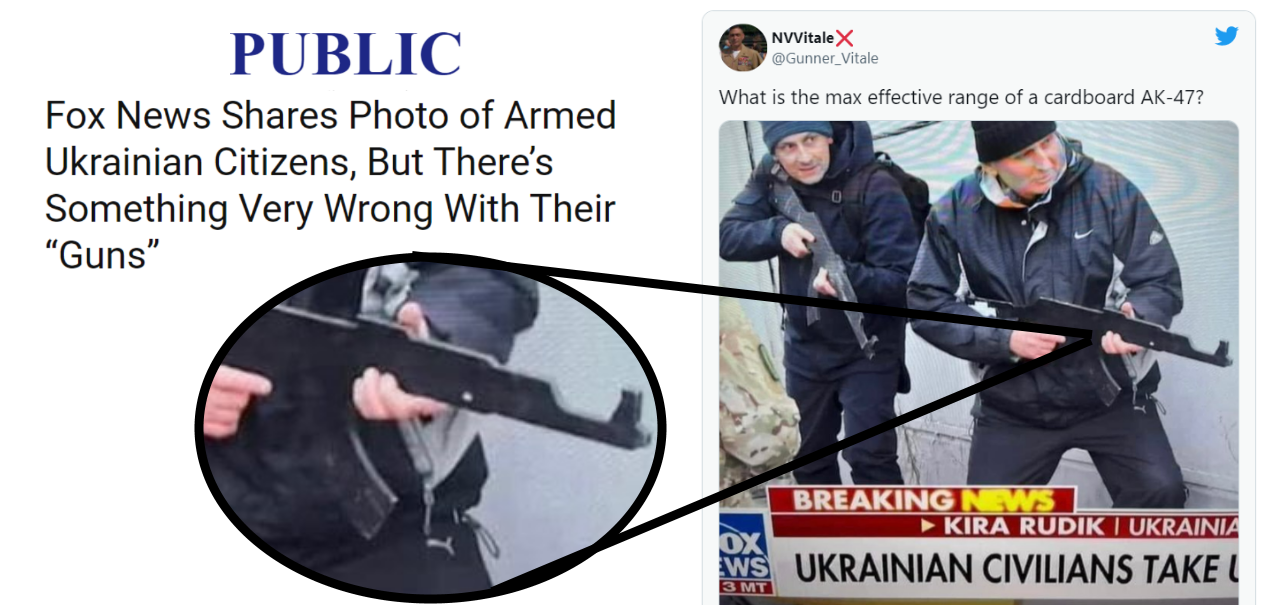 PUBLIC
Fox News Shares Photo of Armed
Ukrainian Citizens, But There’s
Something Very Wrong With Their
“Guns”
NVVitale❌
@Gunner_Vitale
What is the max effective range of a cardboard AK-47?
BREAKING NEWS
KIRA RUDIK | UKRAINIA
OX
WS
3 MT
UKRAINIAN CIVILIANS TAKE U